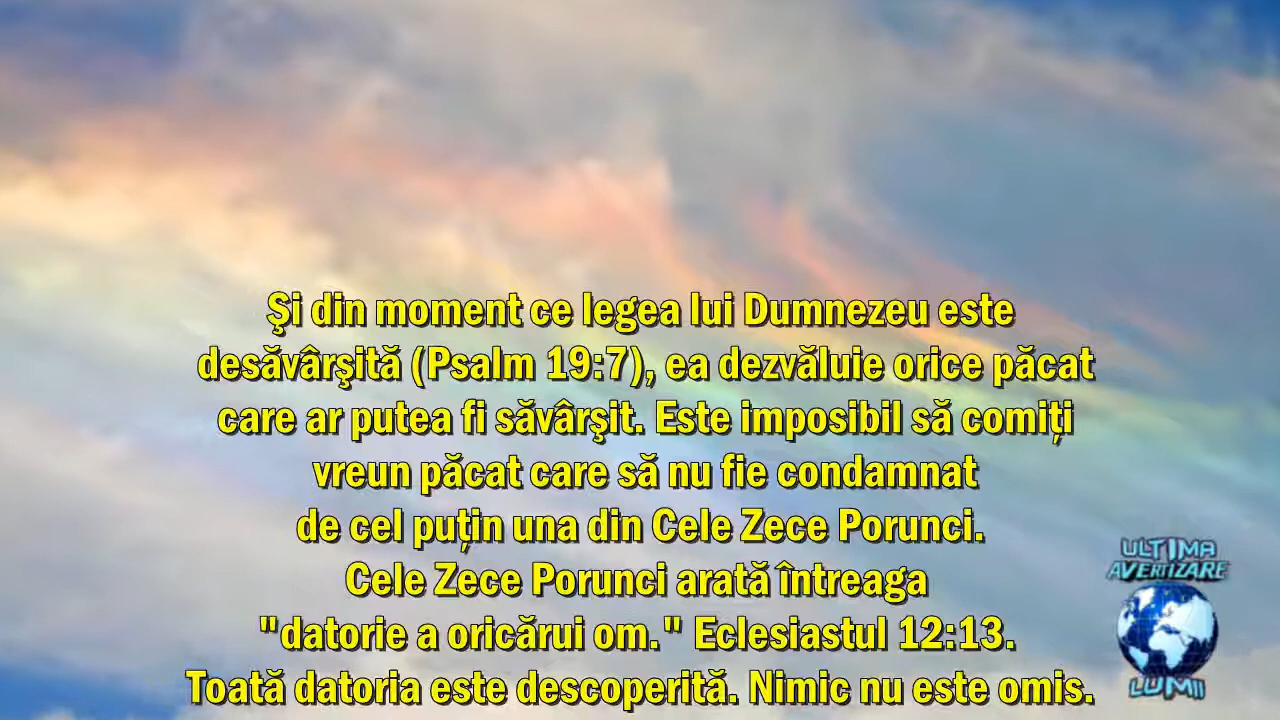 Şi din moment ce legea lui Dumnezeu este
desăvârşită (Psalm 19:7), ea dezvăluie orice păcat
care ar putea fi săvârşit. Este imposibil să comiți
vreun păcat care să nu fie condamnat
de cel puțin una din Cele Zece Porunci.
Cele Zece Porunci arată întreaga
"datorie a oricărui om." Eclesiastul 12:13.
Toată datoria este descoperită. Nimic nu este omis.
ULTIMA
AVERTIZARE
LUMII